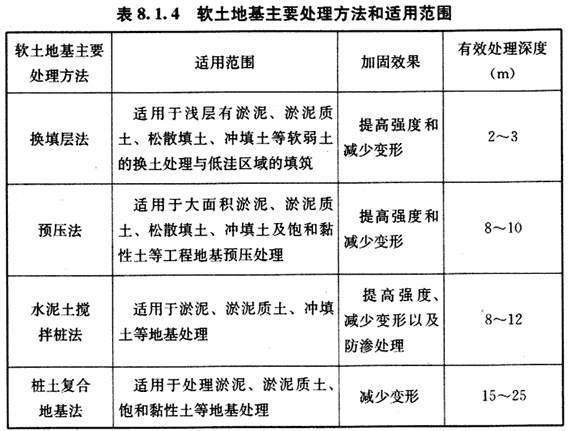 表8.1.4 软土地基主要处理方法和适用范围
软土地基主要
处理方法
适用范围
加固效果
有效处理深度
（m）
换填层法
适用于浅层有淤泥、淤泥质
土、松散填土、冲填土等软弱土
的换土处理与低洼区域的填筑
提高强度和
减少变形
2～3
预压法
适用于大面积淤泥、淤泥质
土、松散填土、冲填土及饱和黏
性土等工程地基预压处理
提高强度和
减少变形
8～10
水泥土搅
拌桩法
适用于淤泥、淤泥质土、冲填
土等地基处理
提高强度、
减少变形以及
防渗处理
8～12
桩土复合
地基法
适用于处理淤泥、淤泥质土、
饱和黏性土等地基处理
减少变形
15～25